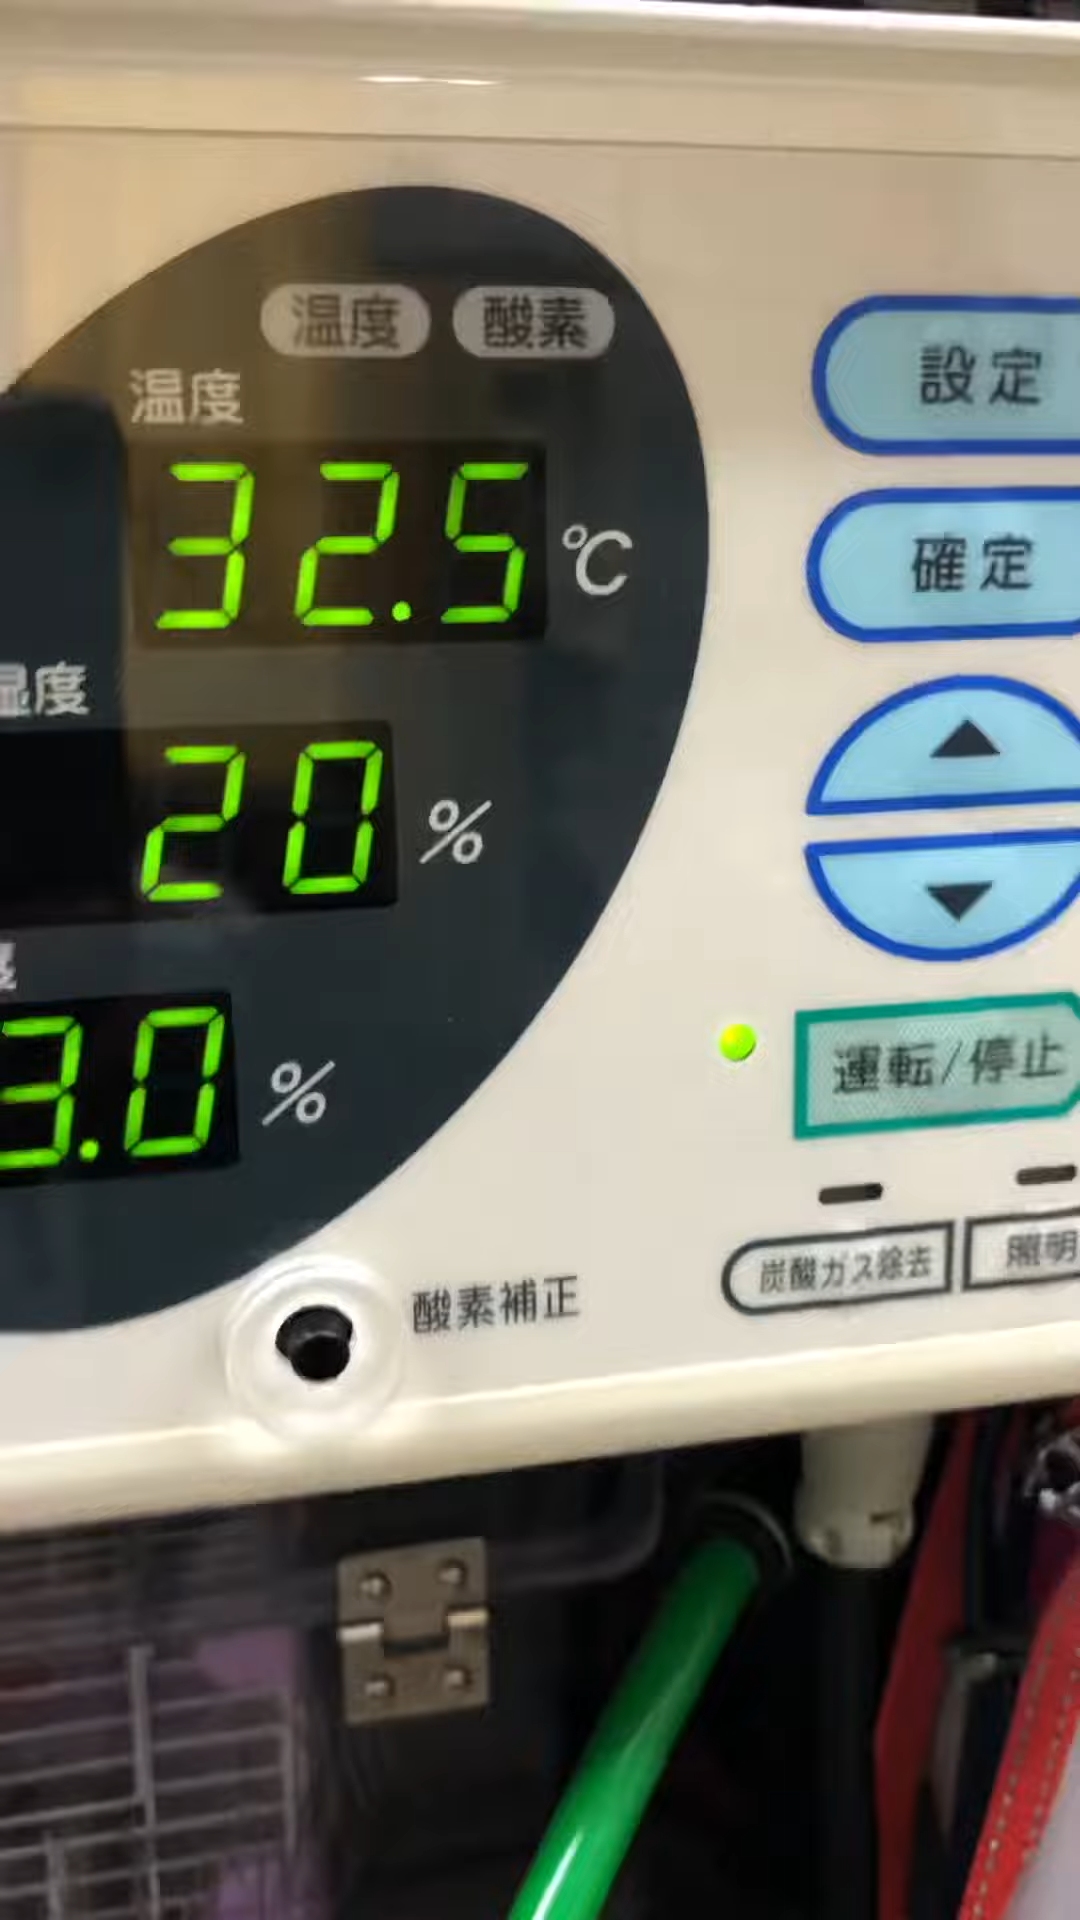 温度 酸素
温度
32.5 ℃
湿度
20 %
3.0 %
酸素補正
設定
確定
▲
▼
運転/停止
炭酸ガス除去
照明